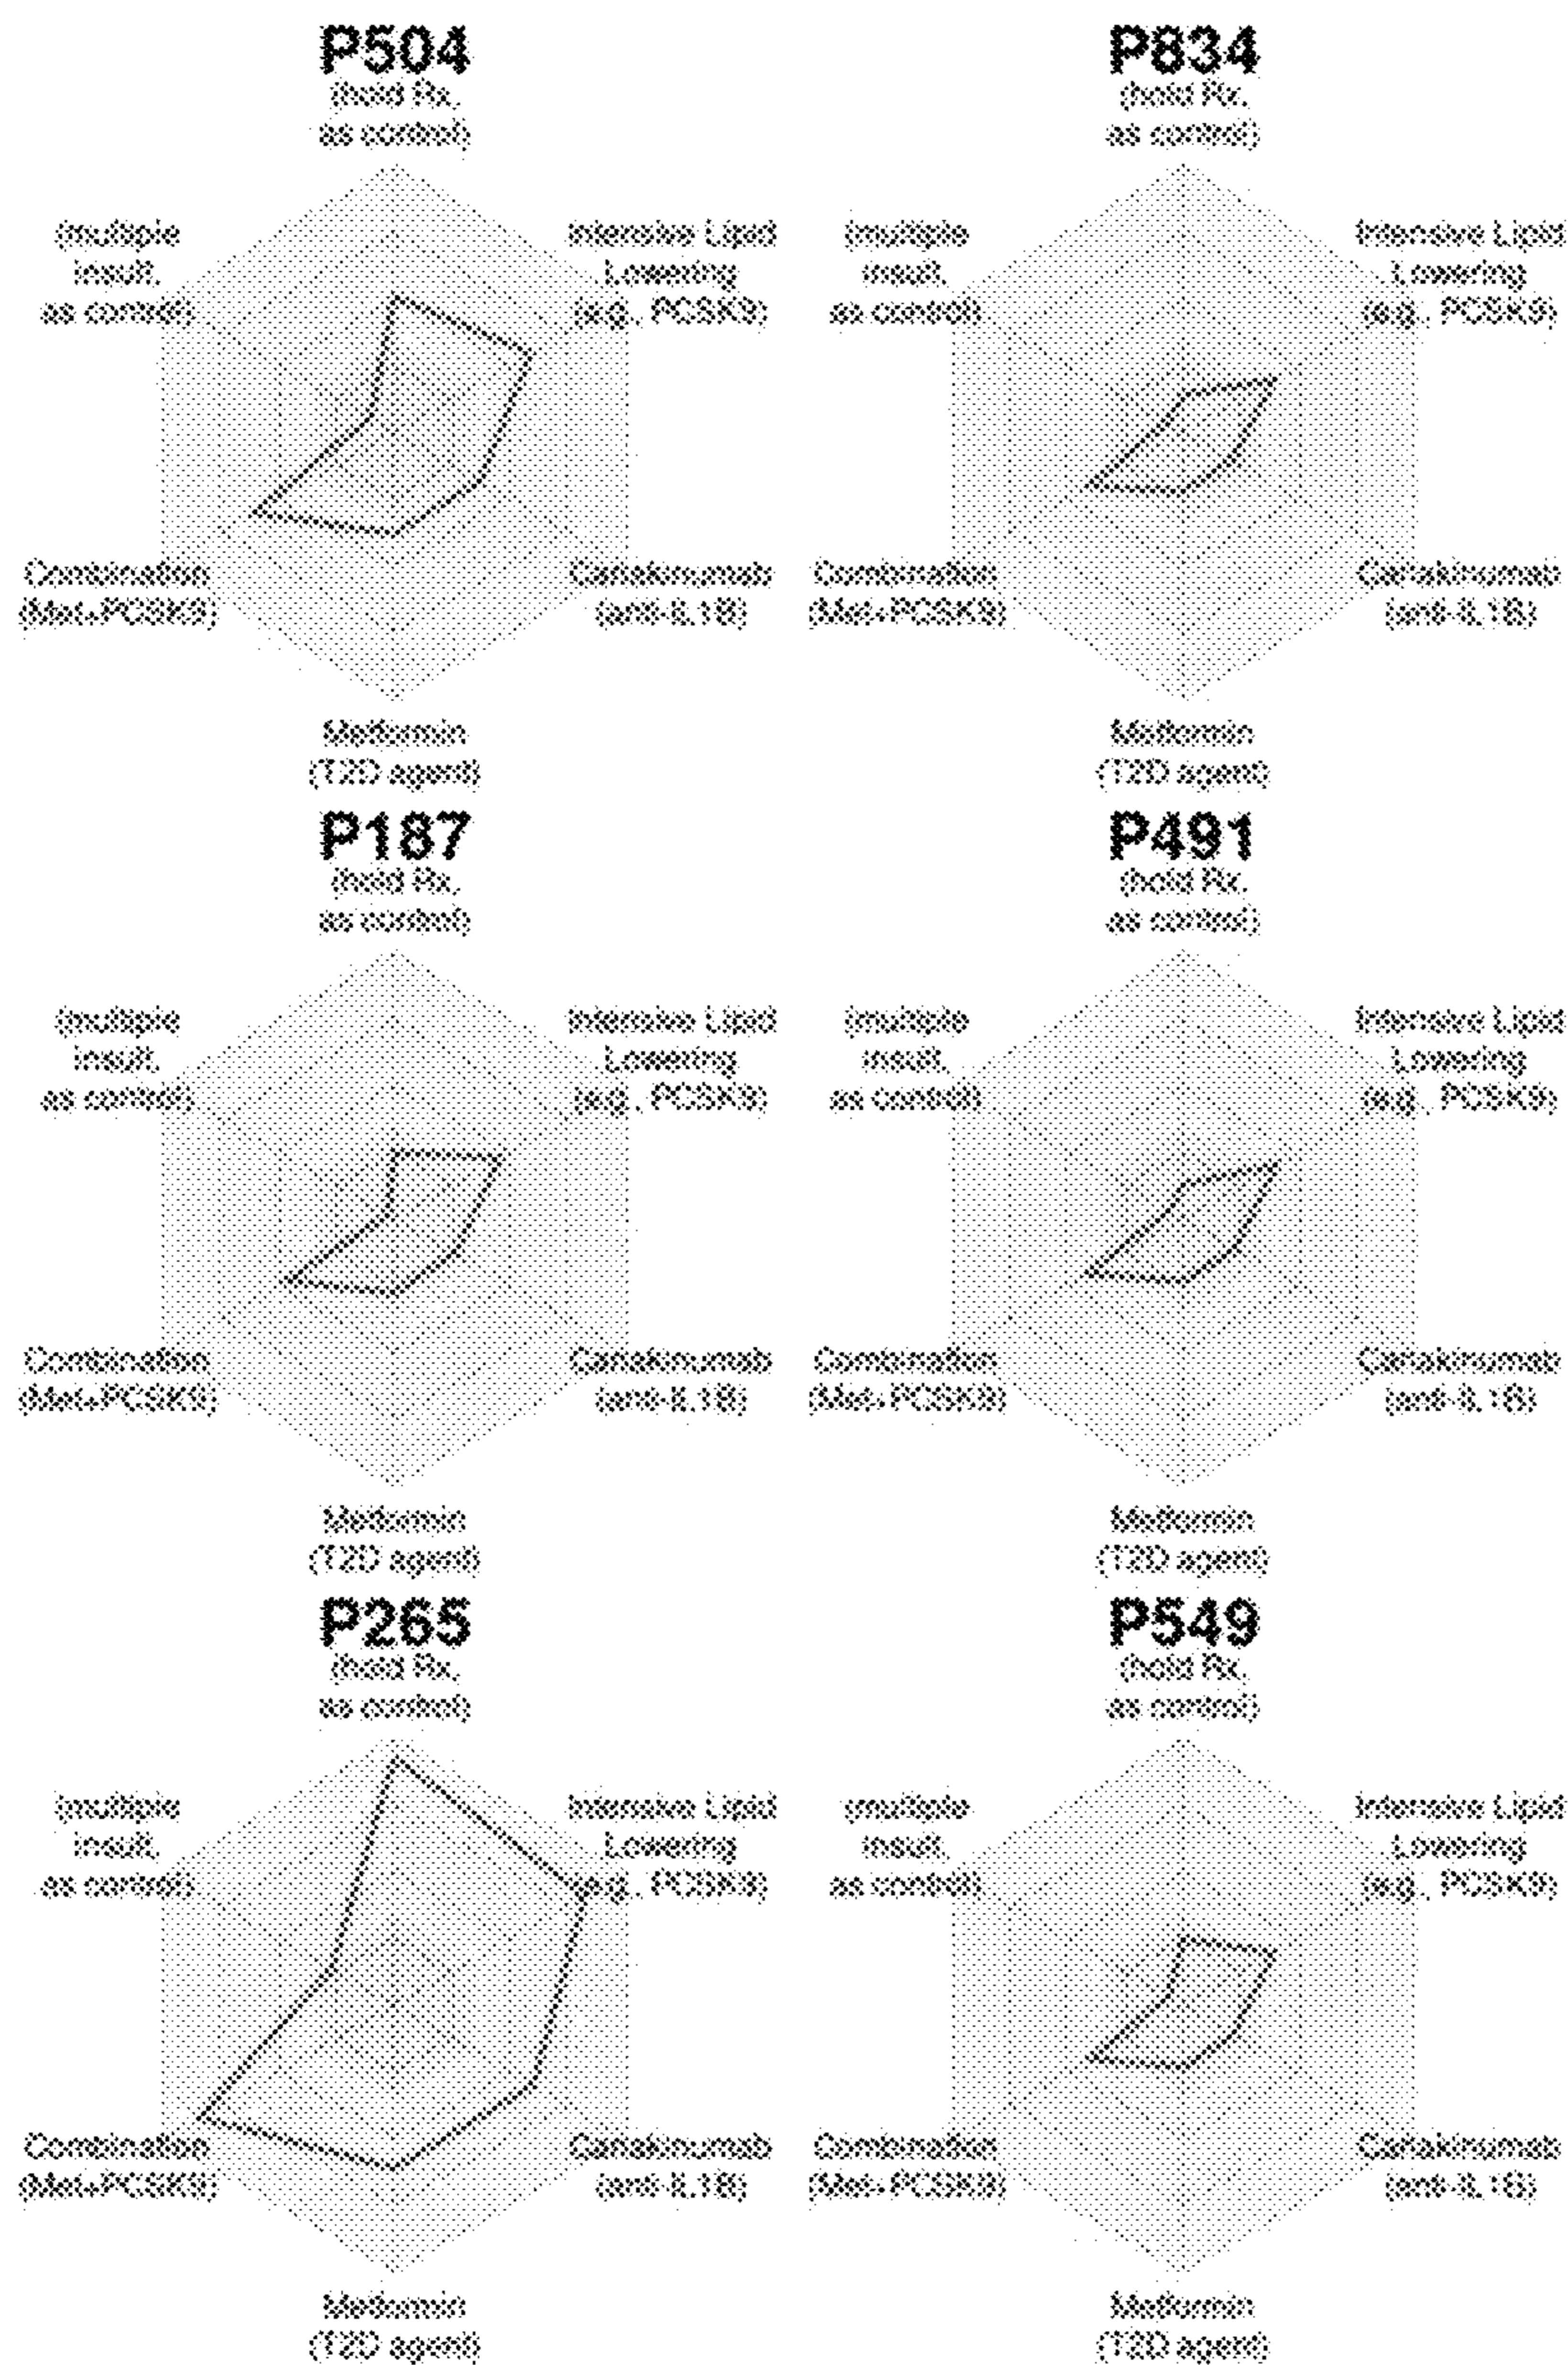 P504
(hold Rx,
as control)
(multiple
insult,
as control)
Intensive Lipid
Lowering
(e.g., PCSK9)
Combination
(Met+PCSK9)
Canakinumab
(anti-IL1B)
Metformin
(T2D agent)
P834
(hold Rx,
as control)
(multiple
insult,
as control)
Intensive Lipid
Lowering
(e.g., PCSK9)
Combination
(Met+PCSK9)
Canakinumab
(anti-IL1B)
Metformin
(T2D agent)
P187
(hold Rx,
as control)
(multiple
insult,
as control)
Intensive Lipid
Lowering
(e.g., PCSK9)
Combination
(Met+PCSK9)
Canakinumab
(anti-IL1B)
Metformin
(T2D agent)
P491
(hold Rx,
as control)
(multiple
insult,
as control)
Intensive Lipid
Lowering
(e.g., PCSK9)
Combination
(Met+PCSK9)
Canakinumab
(anti-IL1B)
Metformin
(T2D agent)
P265
(hold Rx,
as control)
(multiple
insult,
as control)
Intensive Lipid
Lowering
(e.g., PCSK9)
Combination
(Met+PCSK9)
Canakinumab
(anti-IL1B)
Metformin
(T2D agent)
P549
(hold Rx,
as control)
(multiple
insult,
as control)
Intensive Lipid
Lowering
(e.g., PCSK9)
Combination
(Met+PCSK9)
Canakinumab
(anti-IL1B)
Metformin
(T2D agent)